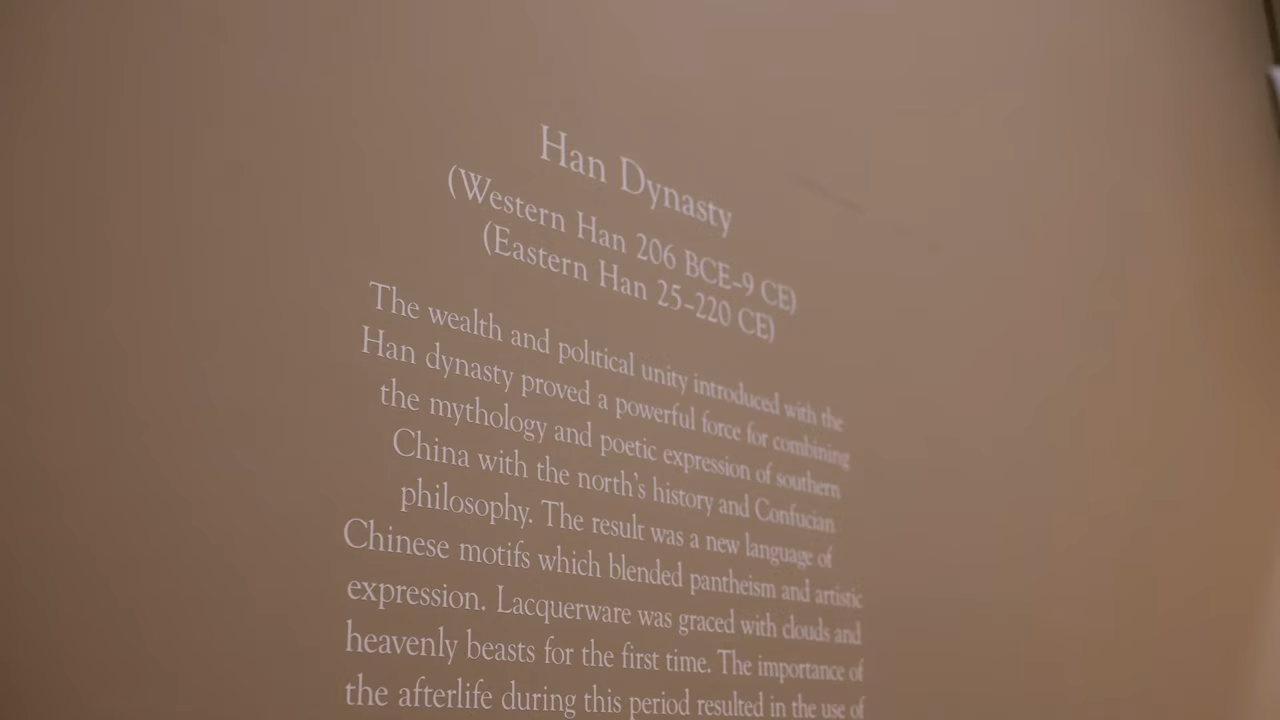 Han Dynasty
(Western Han 206 BCE–9 CE)
(Eastern Han 25–220 CE)
The wealth and political unity introduced with the
Han dynasty proved a powerful force for combining
the mythology and poetic expression of southern
China with the north's history and Confucian
philosophy. The result was a new language of
Chinese motifs which blended pantheism and artistic
expression. Lacquerware was graced with clouds and
heavenly beasts for the first time. The importance of
the afterlife during this period resulted in the use of